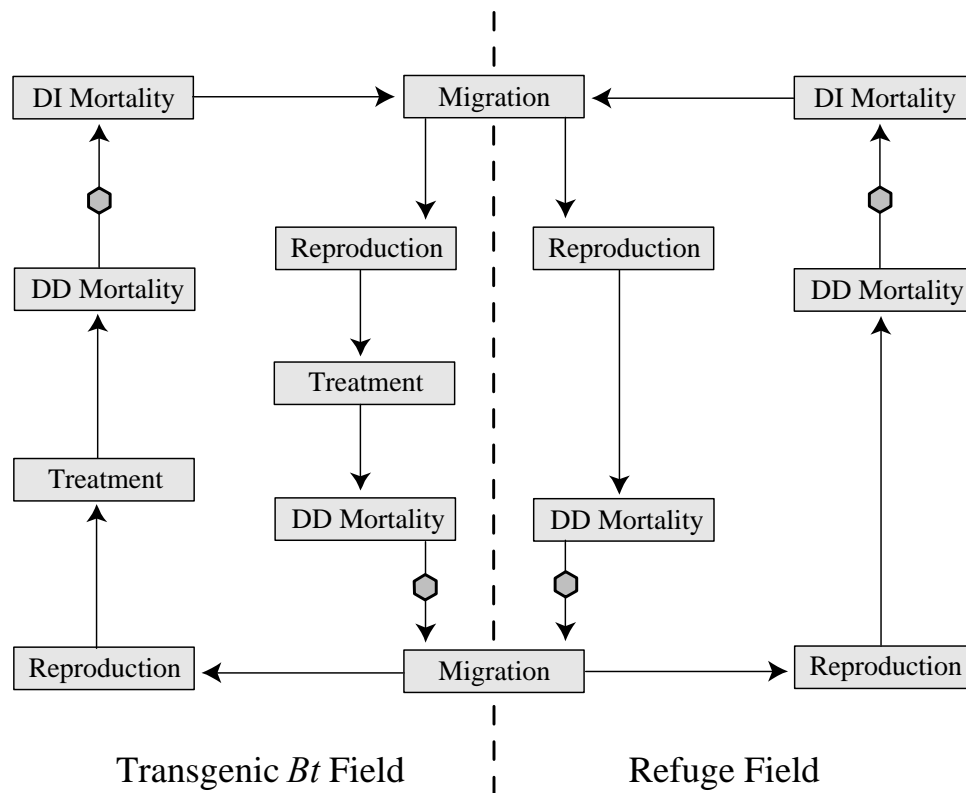 DI Mortality
Migration
DI Mortality
Reproduction
Reproduction
DD Mortality
DD Mortality
Treatment
Treatment
DD Mortality
DD Mortality
Reproduction
Migration
Reproduction
Transgenic Bt Field
Refuge Field